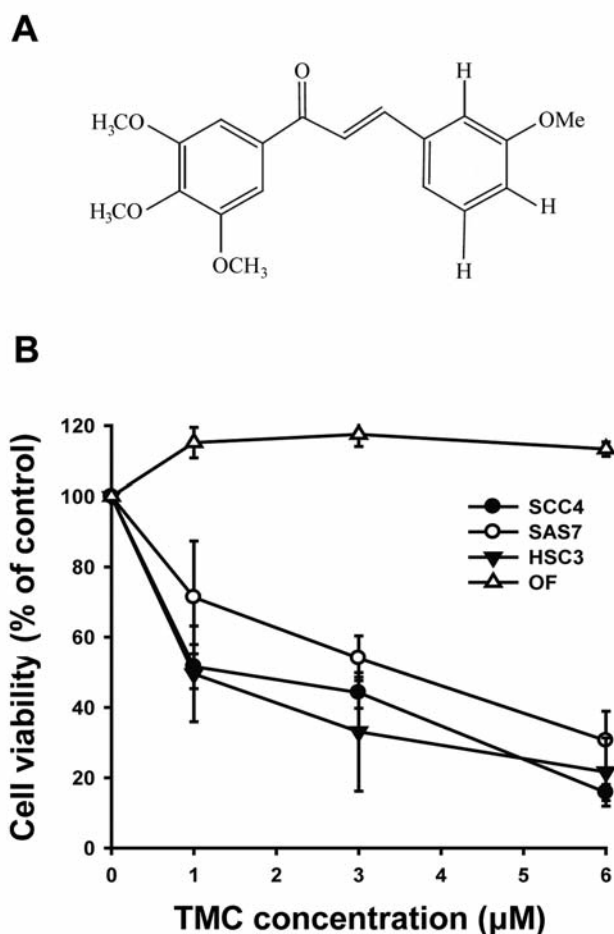 A
O
H
H₃CO
OMe
H₃CO
H
OCH₃
H
B
Cell viability (% of control)
120
100
80
60
40
20
0
SCC4
SAS7
HSC3
OF
0 1 2 3 4 5 6
TMC concentration (µM)